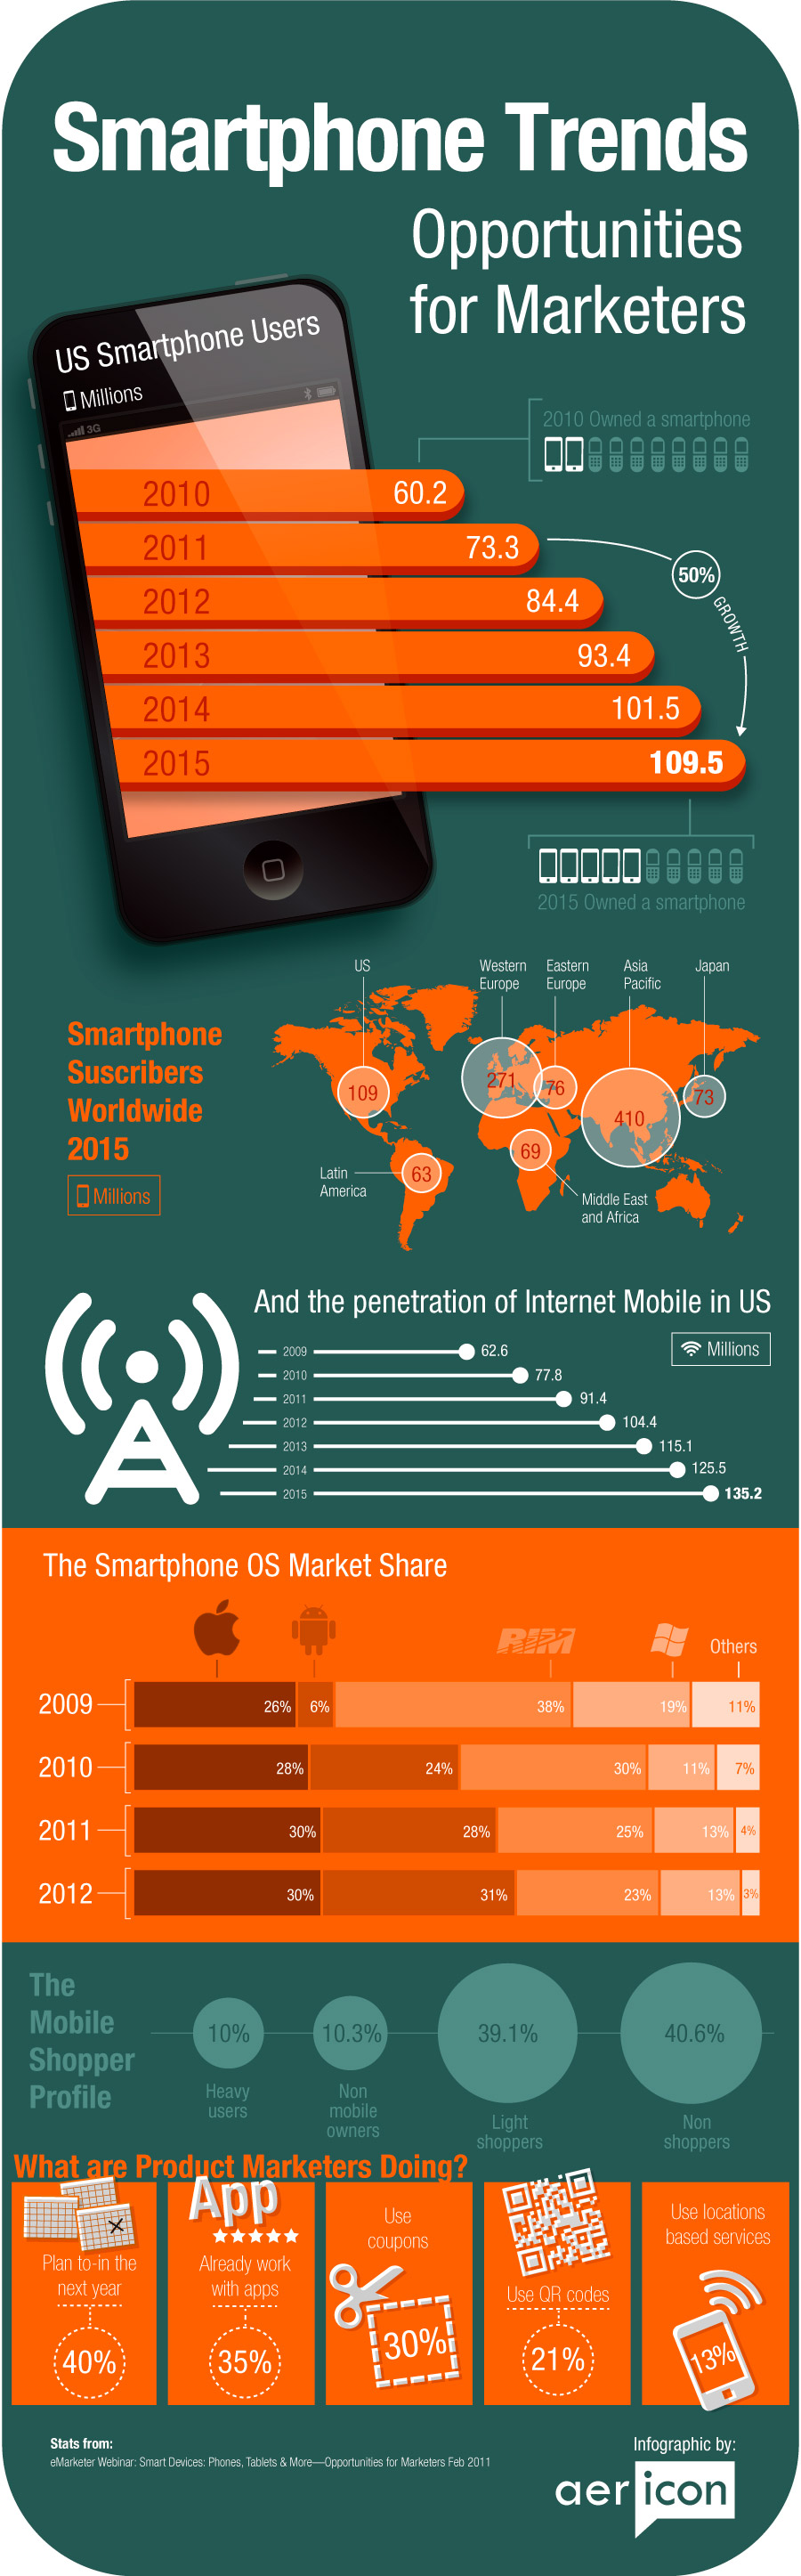 Smartphone Trends
Opportunities
for Marketers
US Smartphone Users
Millions
3G
2010 Owned a smartphone
2010 60.2
2011 73.3
50%
GROWTH
2012 84.4
2013 93.4
2014 101.5
2015 109.5
2015 Owned a smartphone
Smartphone
Suscribers
Worldwide
2015
Millions
US
109
Western
Europe
271
Eastern
Europe
76
Asia
Pacific
410
Japan
73
Latin
America
63
69
Middle East
and Africa
And the penetration of Internet Mobile in US
Millions
2009 62.6
2010 77.8
2011 91.4
2012 104.4
2013 115.1
2014 125.5
2015 135.2
The Smartphone OS Market Share
RIM
Others
2009 26% 6% 38% 19% 11%
2010 28% 24% 30% 11% 7%
2011 30% 28% 25% 13% 4%
2012 30% 31% 23% 13% 3%
The
Mobile
Shopper
Profile
10%
Heavy
users
10.3%
Non
mobile
owners
39.1%
Light
shoppers
40.6%
Non
shoppers
What are Product Marketers Doing?
Plan to-in the
next year
40%
App
Already work
with apps
35%
Use
coupons
30%
Use QR codes
21%
Use locations
based services
13%
Stats from:
eMarketer Webinar: Smart Devices: Phones, Tablets & More—Opportunities for Marketers Feb 2011
Infographic by:
aericon